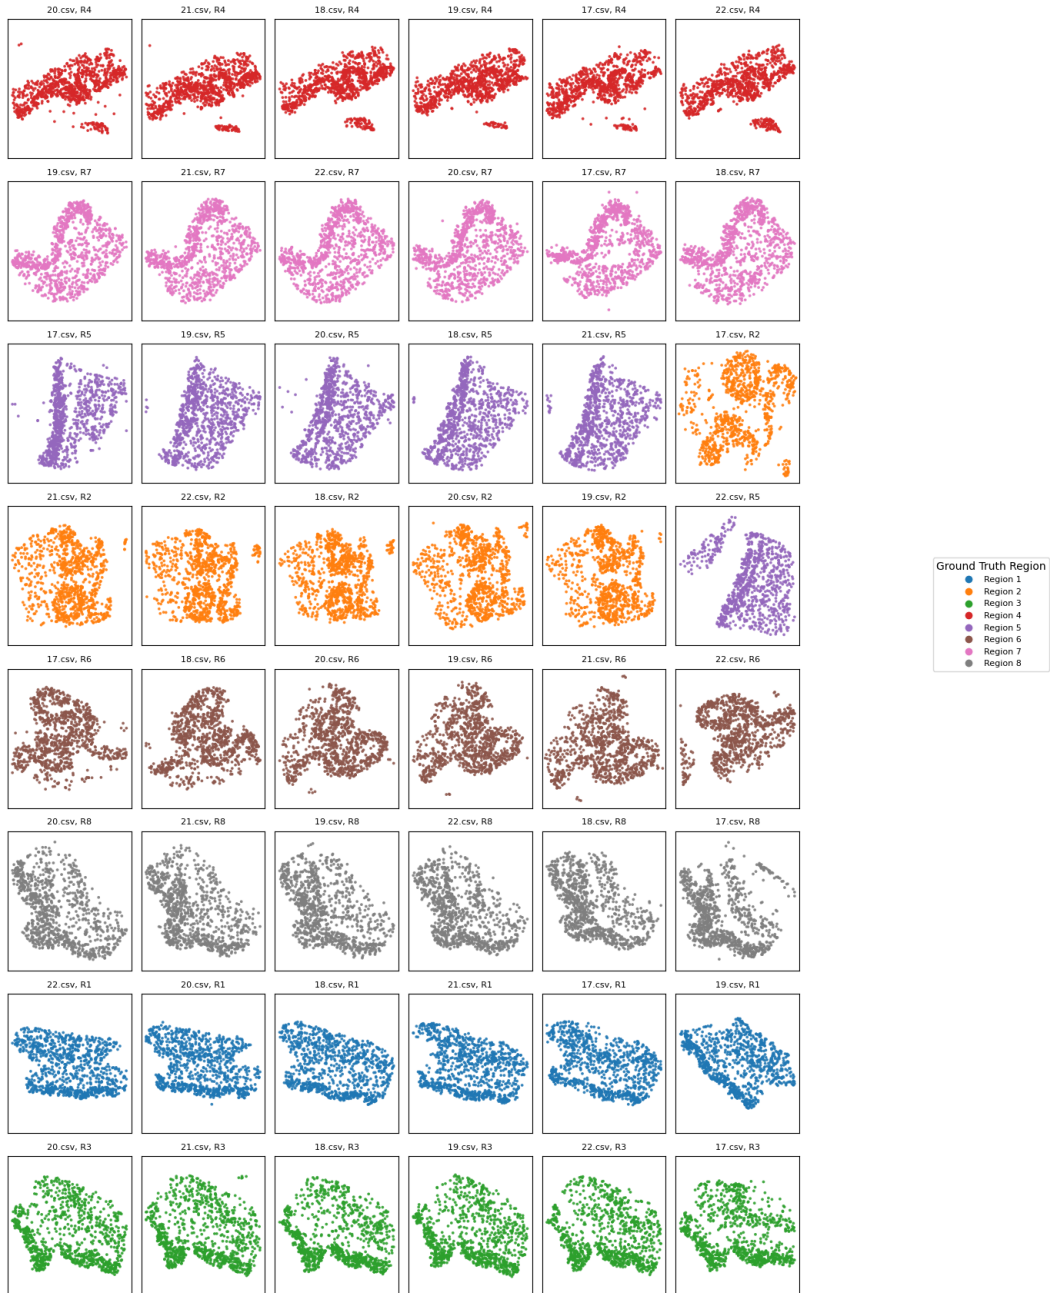 20.csv, R4
21.csv, R4
18.csv, R4
19.csv, R4
17.csv, R4
22.csv, R4
19.csv, R7
21.csv, R7
22.csv, R7
20.csv, R7
17.csv, R7
18.csv, R7
17.csv, R5
19.csv, R5
20.csv, R5
18.csv, R5
21.csv, R5
17.csv, R2
21.csv, R2
22.csv, R2
18.csv, R2
20.csv, R2
19.csv, R2
22.csv, R5
17.csv, R6
18.csv, R6
20.csv, R6
19.csv, R6
21.csv, R6
22.csv, R6
20.csv, R8
21.csv, R8
19.csv, R8
22.csv, R8
18.csv, R8
17.csv, R8
22.csv, R1
20.csv, R1
18.csv, R1
21.csv, R1
17.csv, R1
19.csv, R1
20.csv, R3
21.csv, R3
18.csv, R3
19.csv, R3
22.csv, R3
17.csv, R3
Ground Truth Region
Region 1
Region 2
Region 3
Region 4
Region 5
Region 6
Region 7
Region 8